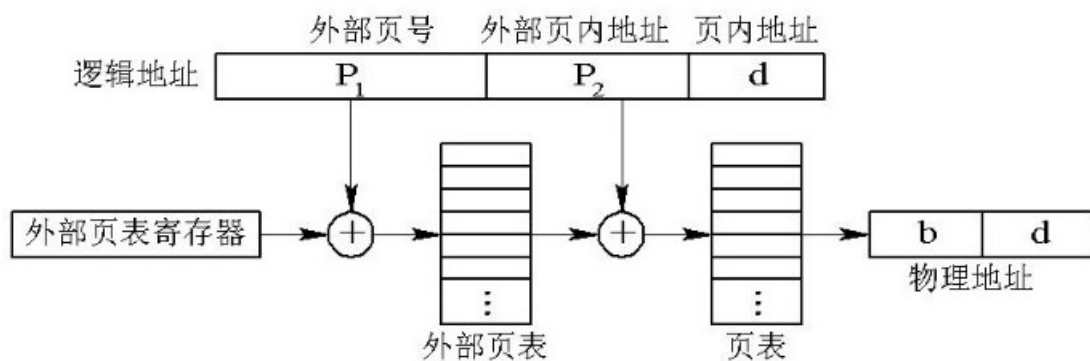 外部页号 外部页内地址 页内地址
逻辑地址 P₁ P₂ d
外部页表寄存器 + + b d
物理地址
⋮ ⋮
外部页表 页表